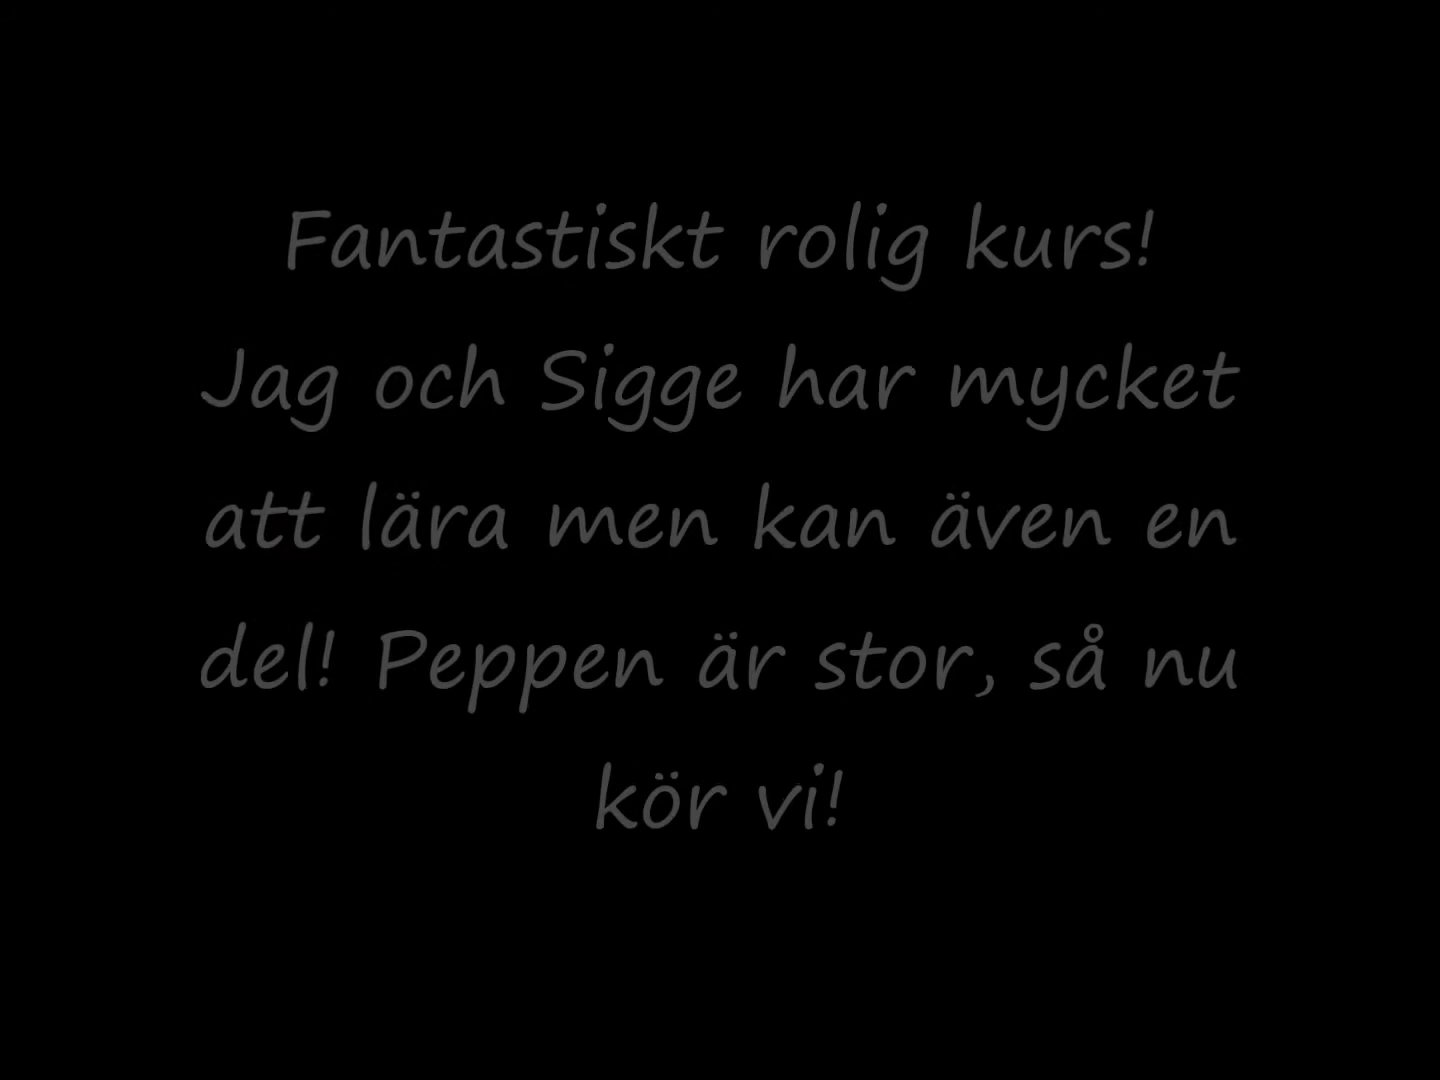 Fantastiskt rolig kurs!
Jag och Sigge har mycket
att lära men kan även en
del! Peppen är stor, så nu
kör vi!